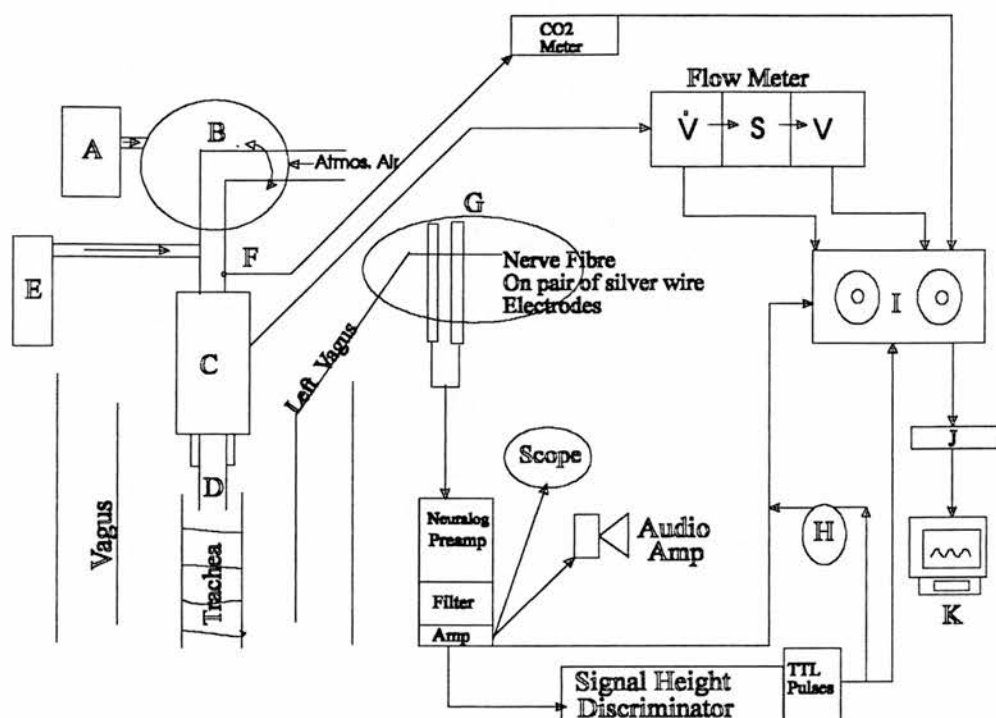 CO2
Meter
Flow Meter
V̇ S V
A
B
Atmos. Air
G
E
F
Nerve Fibre
On pair of silver wire
Electrodes
I
C
Left Vagus
Vagus
D
Trachea
Scope
Neuralog
Preamp
Filter
Amp
Audio
Amp
H
J
K
Signal Height
Discriminator
TTL
Pulses